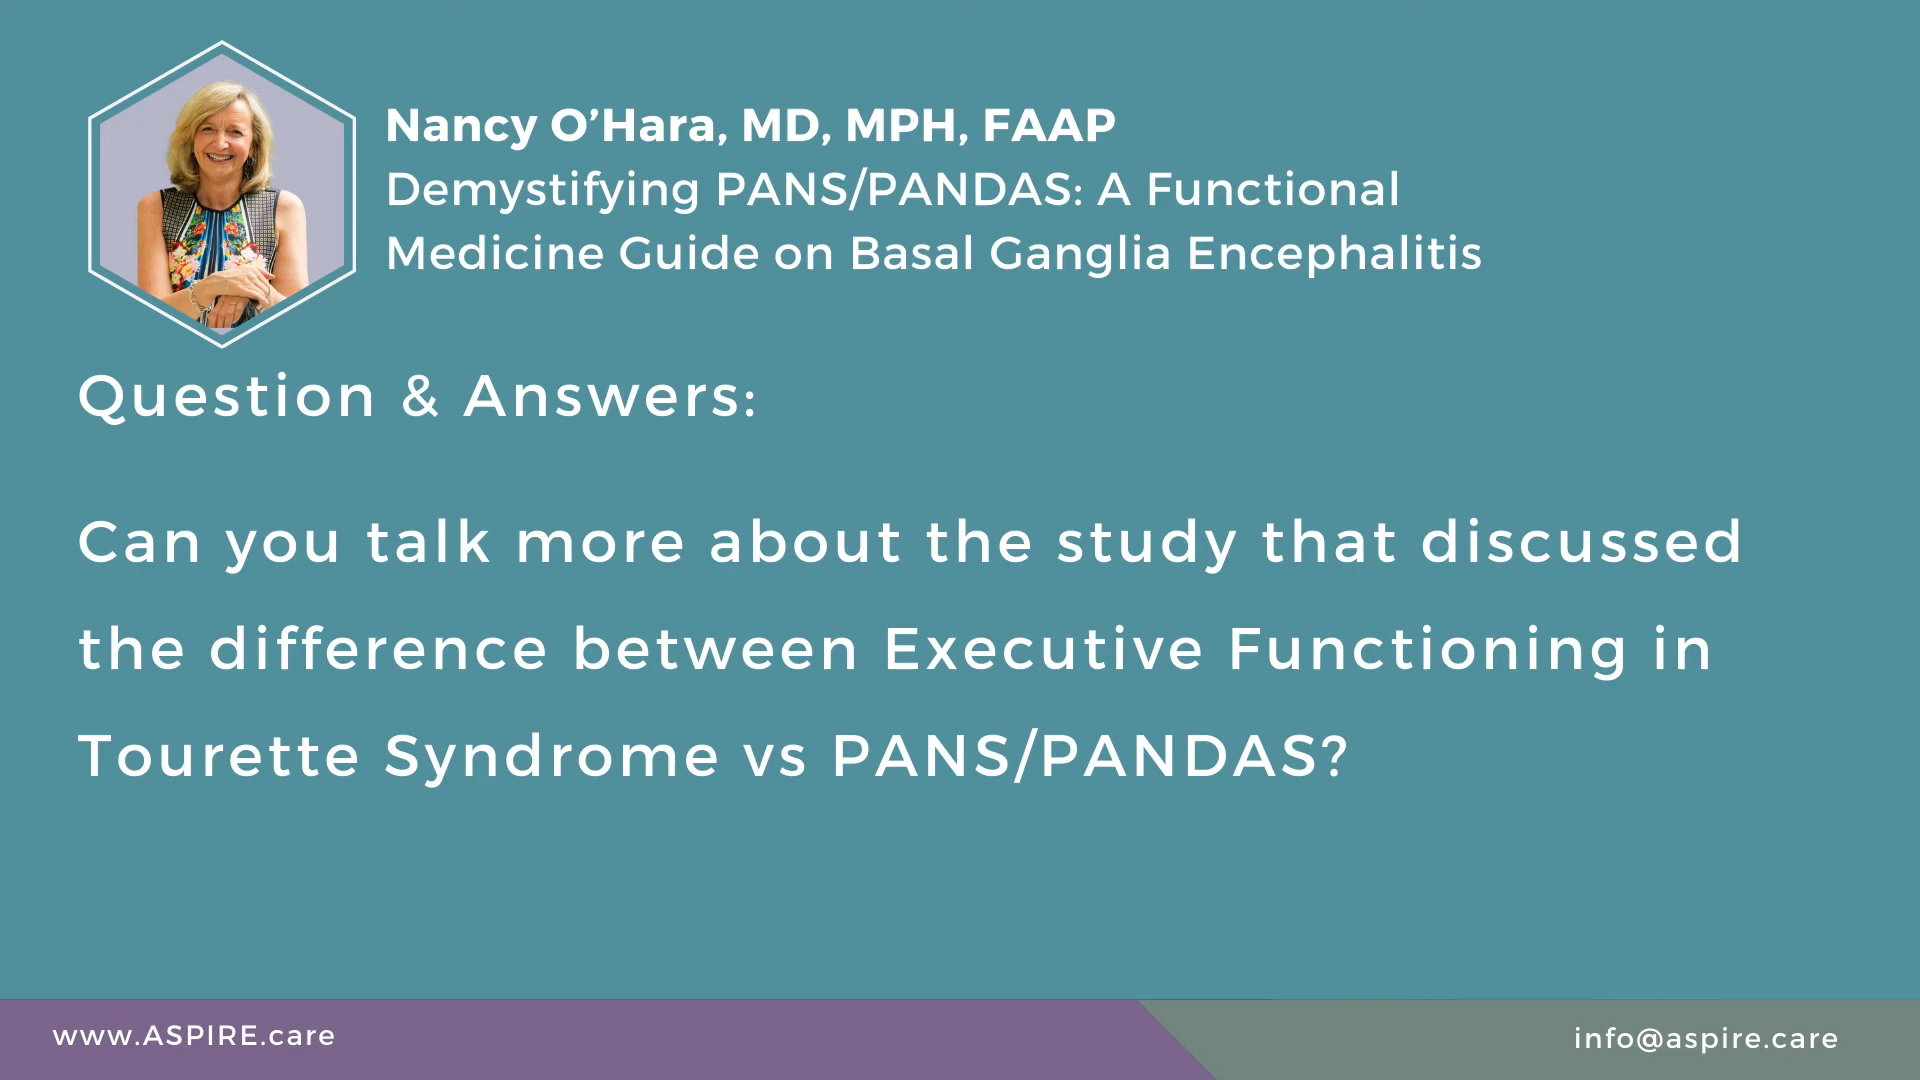 Nancy O’Hara, MD, MPH, FAAP
Demystifying PANS/PANDAS: A Functional
Medicine Guide on Basal Ganglia Encephalitis
Question & Answers:
Can you talk more about the study that discussed
the difference between Executive Functioning in
Tourette Syndrome vs PANS/PANDAS?
www.ASPIRE.care
info@aspire.care